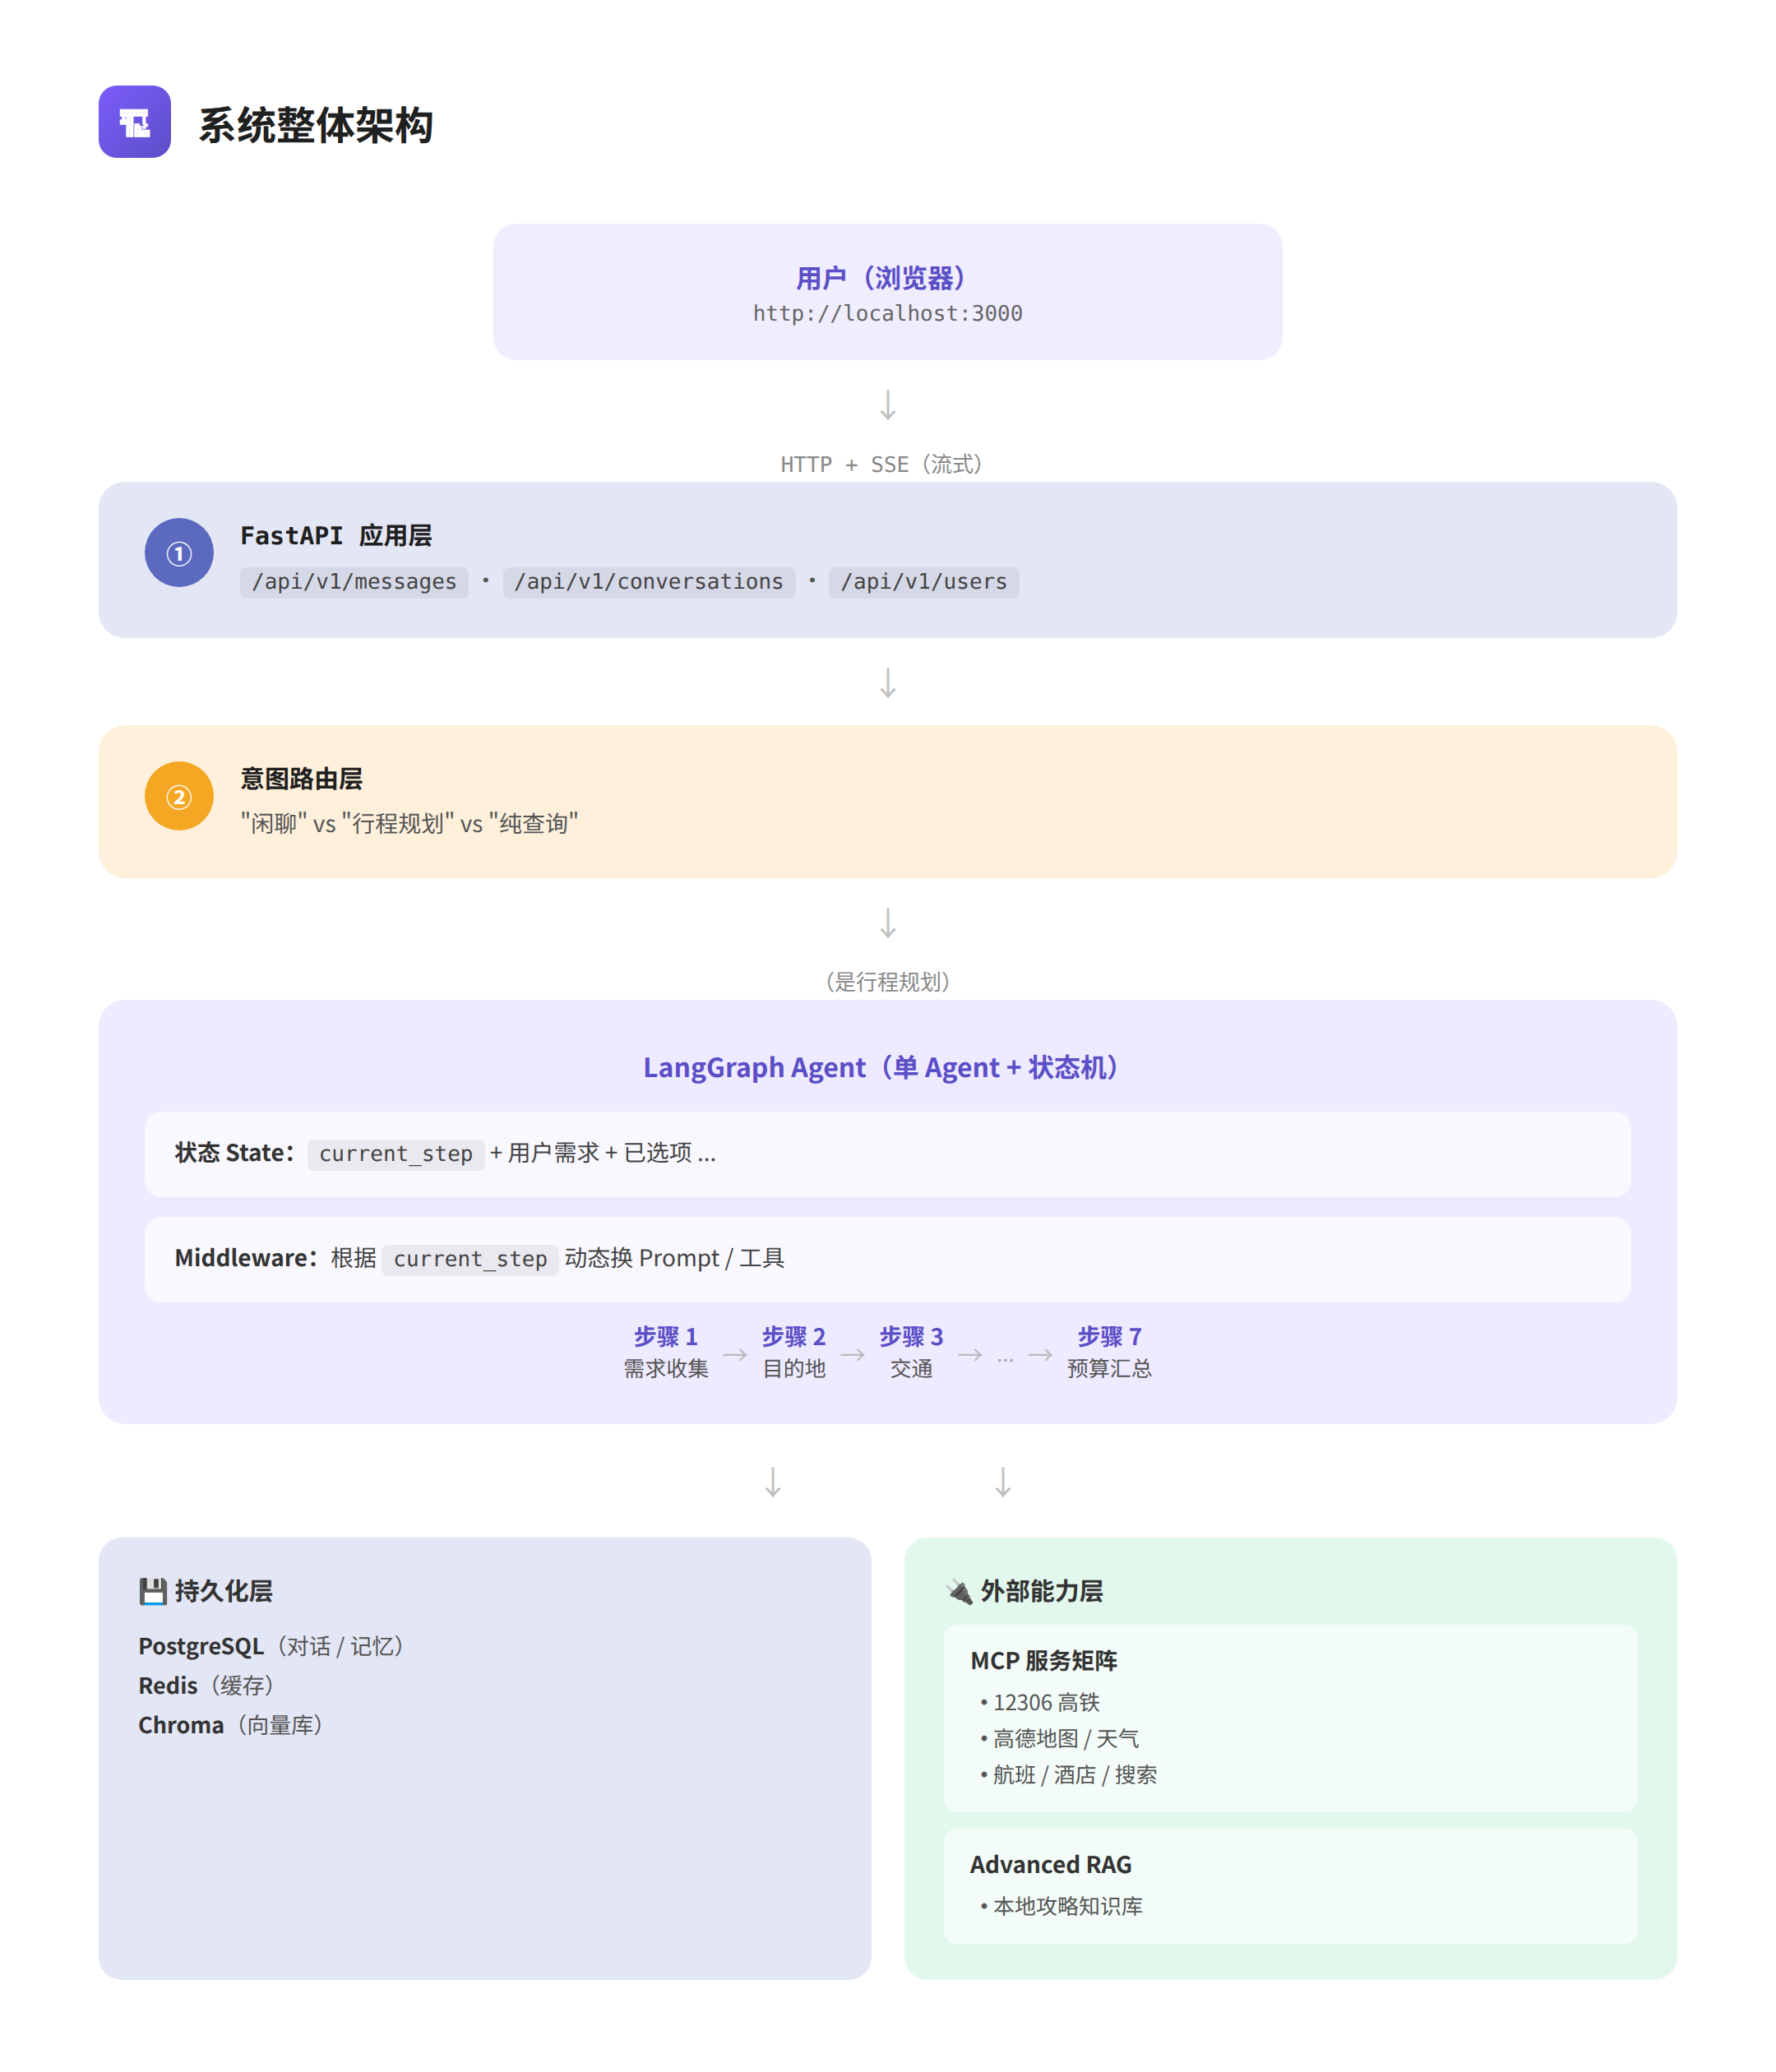 系统整体架构
用户（浏览器）
http://localhost:3000
↓
HTTP + SSE（流式）
① FastAPI 应用层
/api/v1/messages · /api/v1/conversations · /api/v1/users
↓
② 意图路由层
"闲聊" vs "行程规划" vs "纯查询"
↓
（是行程规划）
LangGraph Agent（单 Agent + 状态机）
状态 State： current_step + 用户需求 + 已选项 ...
Middleware：根据 current_step 动态换 Prompt / 工具
步骤 1 → 步骤 2 → 步骤 3 → ... → 步骤 7
需求收集 目的地 交通 预算汇总
↓ ↓
💾 持久化层
PostgreSQL（对话 / 记忆）
Redis（缓存）
Chroma（向量库）
🔌 外部能力层
MCP 服务矩阵
• 12306 高铁
• 高德地图 / 天气
• 航班 / 酒店 / 搜索
Advanced RAG
• 本地攻略知识库